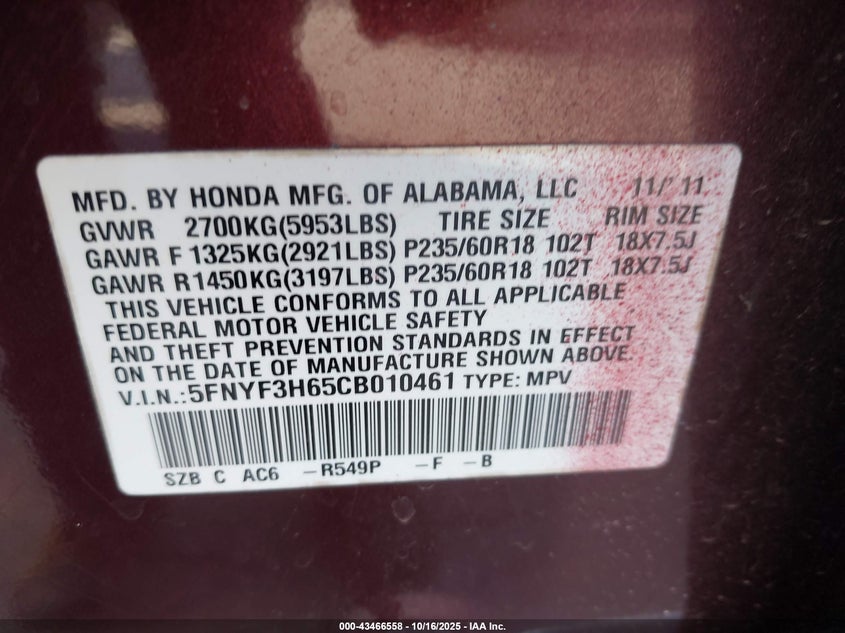 MFD. BY HONDA MFG. OF ALABAMA, LLC 11/'11
GVWR 2700KG(5953LBS) TIRE SIZE RIM SIZE
GAWR F 1325KG(2921LBS) P235/60R18 102T 18X7.5J
GAWR R1450KG(3197LBS) P235/60R18 102T 18X7.5J
THIS VEHICLE CONFORMS TO ALL APPLICABLE
FEDERAL MOTOR VEHICLE SAFETY
AND THEFT PREVENTION STANDARDS IN EFFECT
ON THE DATE OF MANUFACTURE SHOWN ABOVE.
V.I.N.:5FNYF3H65CB010461 TYPE: MPV
SZB C AC6 -R549P -F -B
000-43466558 - 10/16/2025 - IAA Inc.